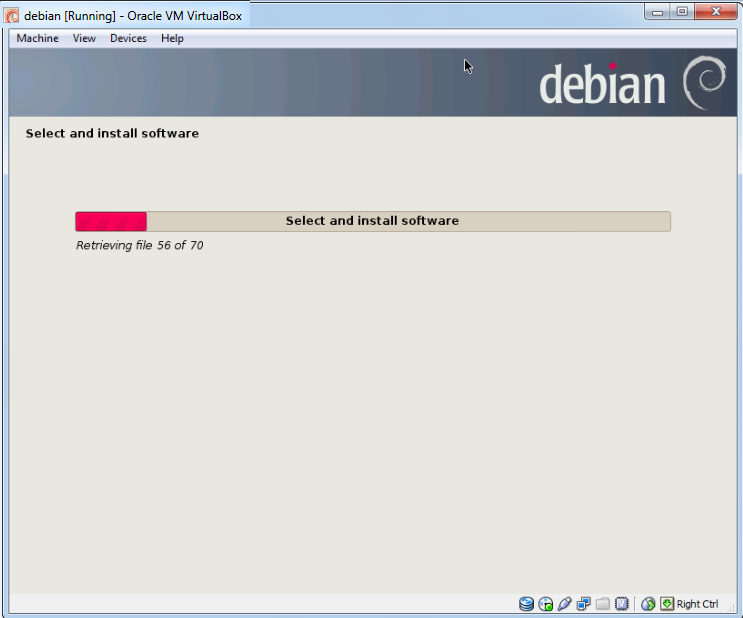 debian [Running] - Oracle VM VirtualBox
Machine View Devices Help
debian
Select and install software
Select and install software
Retrieving file 56 of 70
Right Ctrl